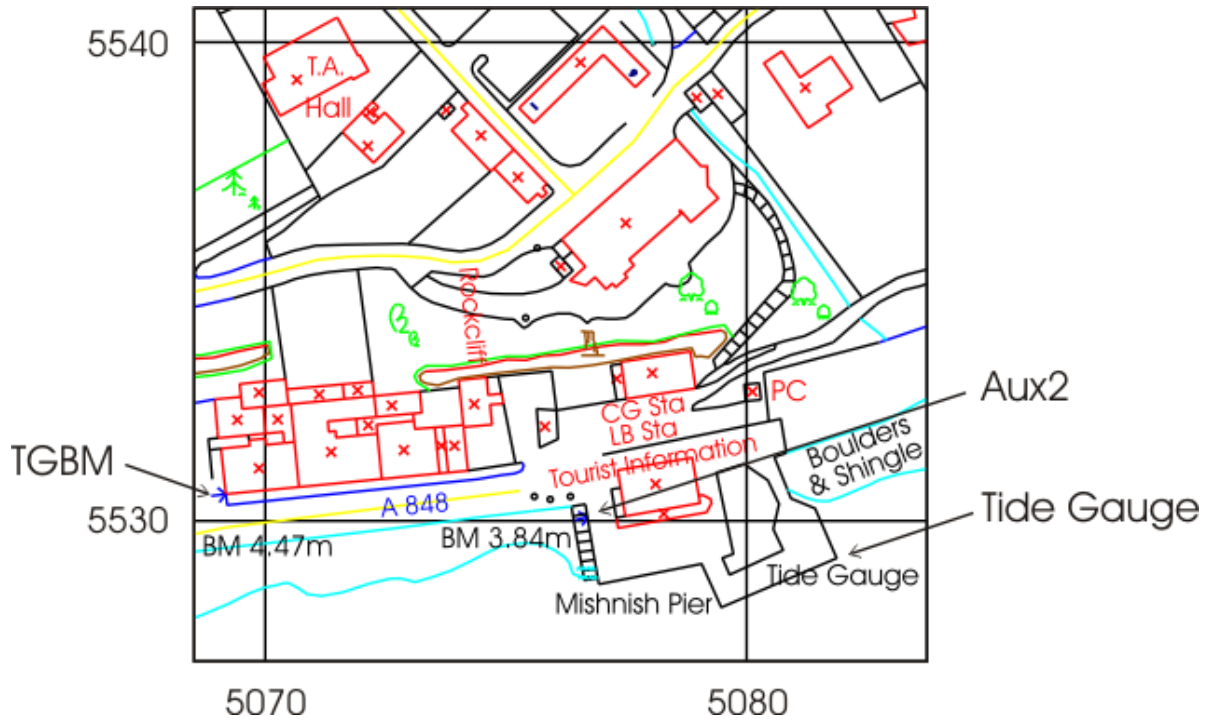 5540
T.A.
Hall
Rockcliff
Aux2
PC
CG Sta
LB Sta
TGBM
Tourist Information
Boulders
& Shingle
A 848
Tide Gauge
5530
BM 4.47m
BM 3.84m
Tide Gauge
Mishnish Pier
5070
5080